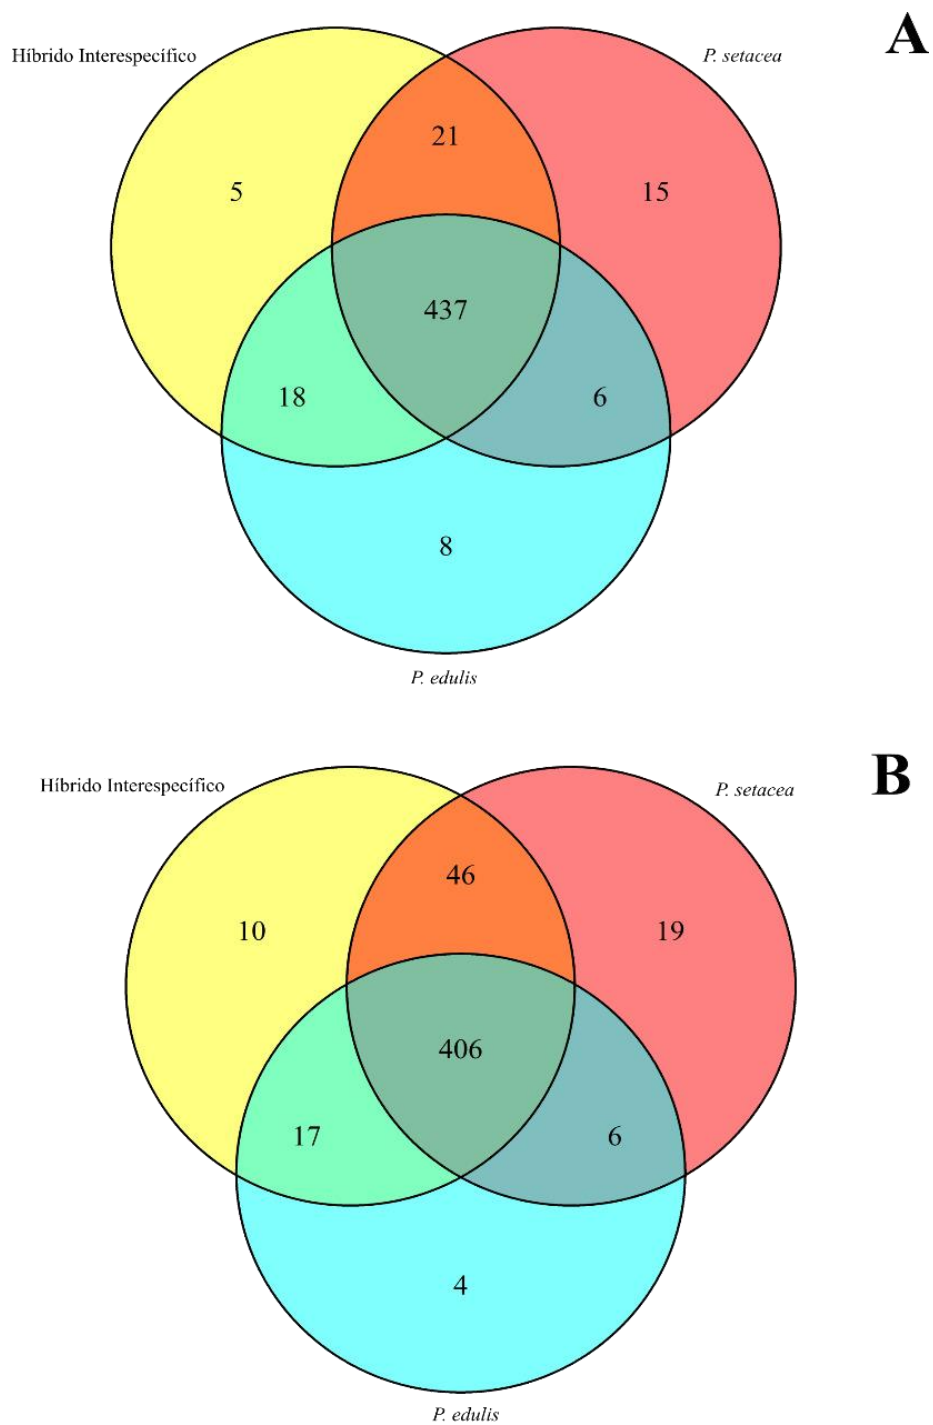 A
Híbrido Interespecífico
P. setacea
21
5
15
437
18
6
8
P. edulis
B
Híbrido Interespecífico
P. setacea
46
10
19
406
17
6
4
P. edulis